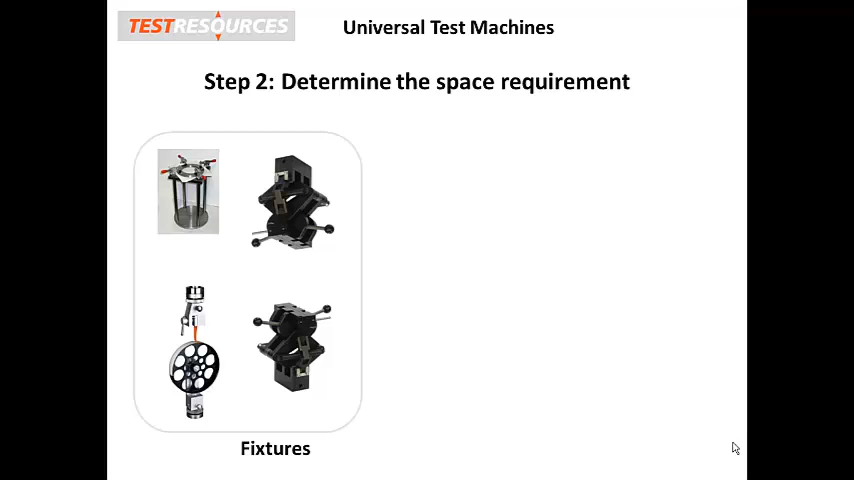 TESTRESOURCES
Universal Test Machines
Step 2: Determine the space requirement
Fixtures